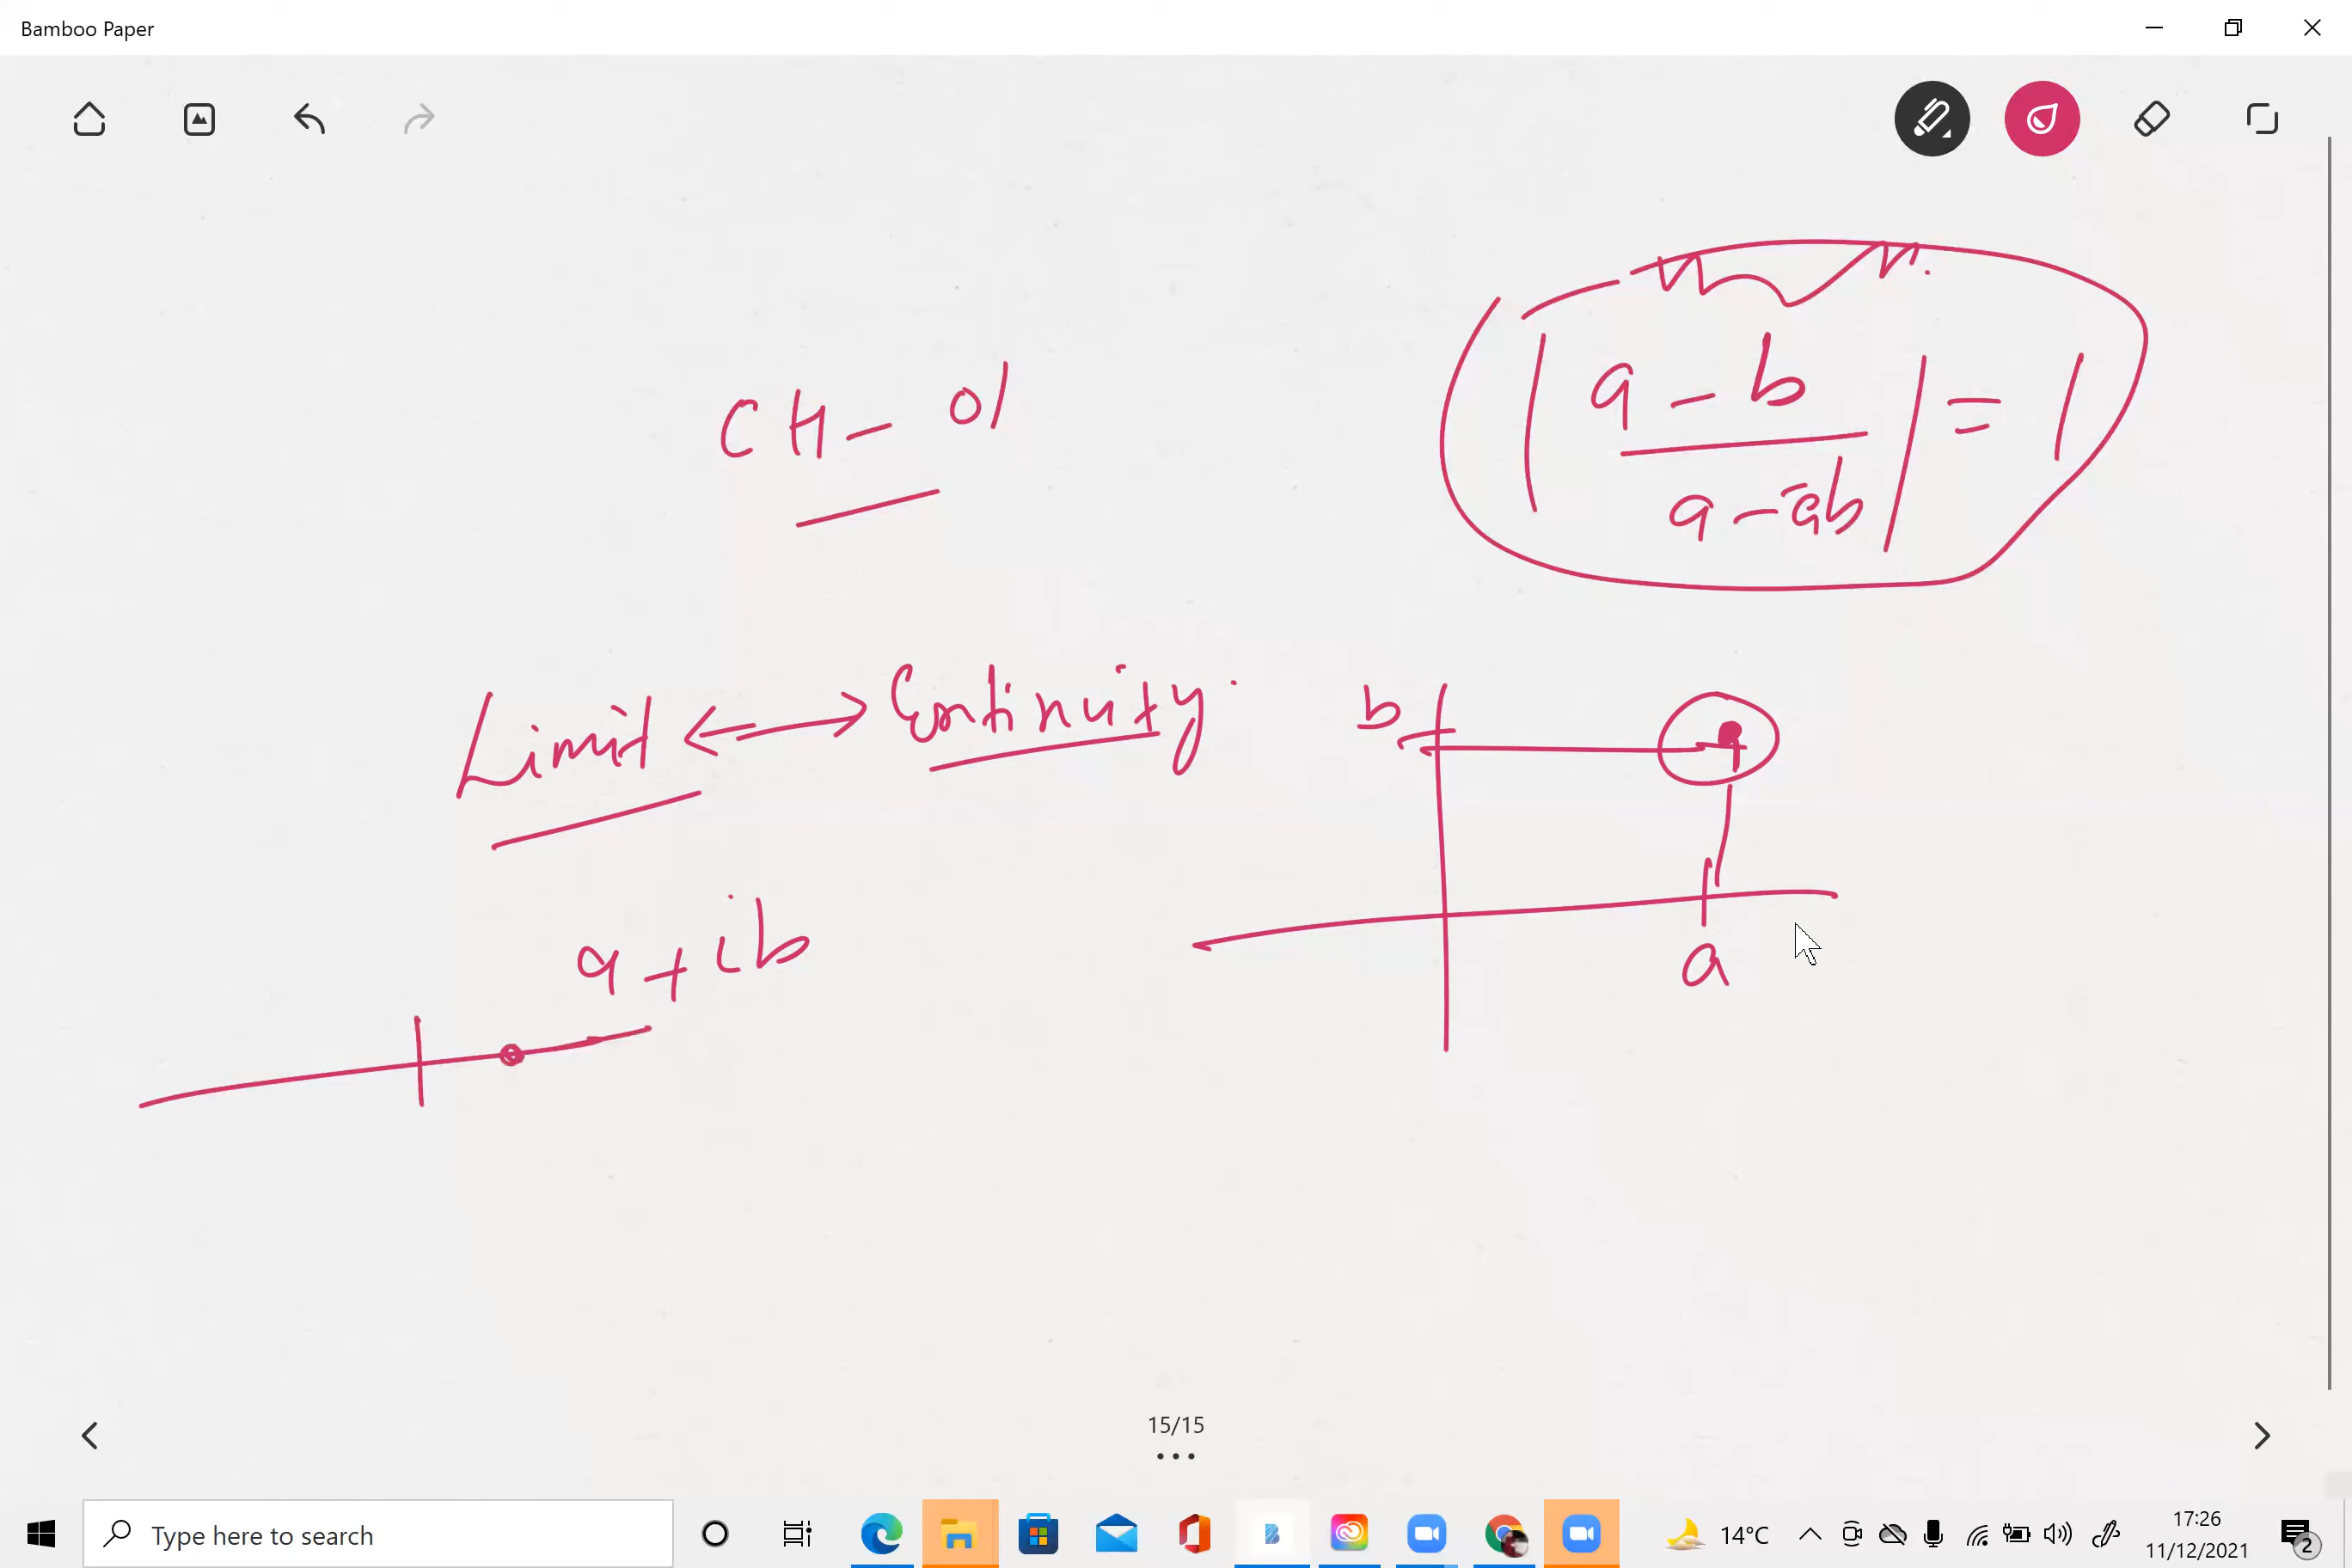 Bamboo Paper
CH - 01
| a - b / a - āb | = 1
Limit ↔ Continuity.
b
a + ib
a
15/15
Type here to search
14°C
17:26
11/12/2021
2